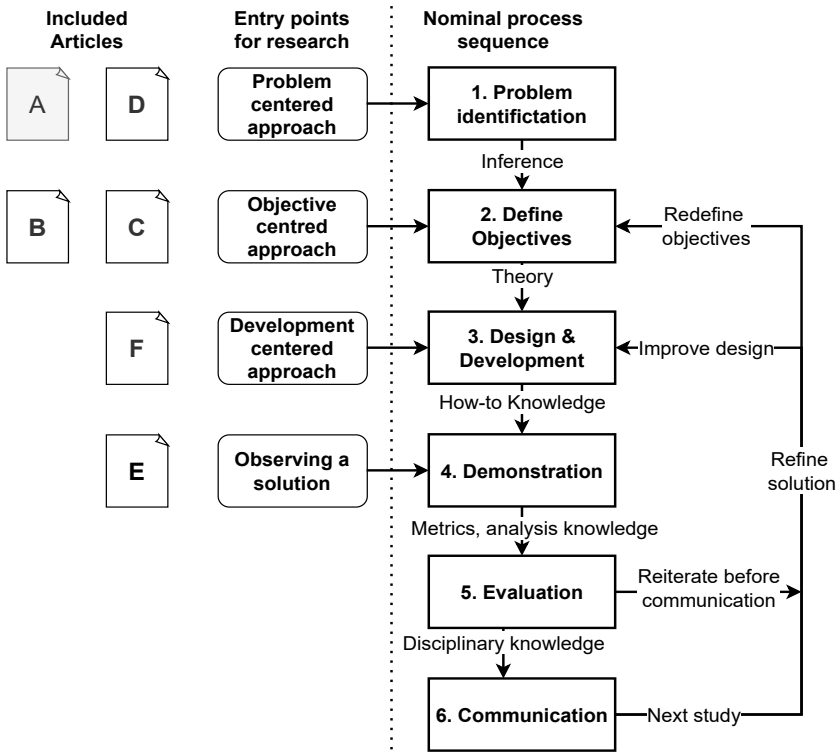 Included
Articles
Entry points
for research
Nominal process
sequence
A
D
Problem
centered
approach
1. Problem
identifictation
Inference
B
C
Objective
centred
approach
2. Define
Objectives
Redefine
objectives
Theory
F
Development
centered
approach
3. Design &
Development
Improve design
How-to Knowledge
E
Observing a
solution
4. Demonstration
Refine
solution
Metrics, analysis knowledge
5. Evaluation
Reiterate before
communication
Disciplinary knowledge
6. Communication
Next study